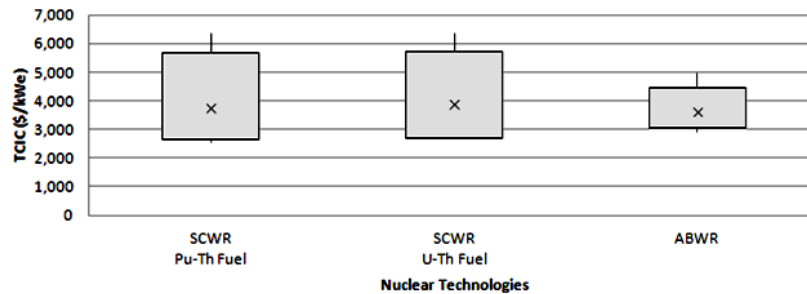 7,000
6,000
5,000
4,000
3,000
2,000
1,000
0
TCIC ($/kWe)
SCWR
Pu-Th Fuel
SCWR
U-Th Fuel
ABWR
Nuclear Technologies